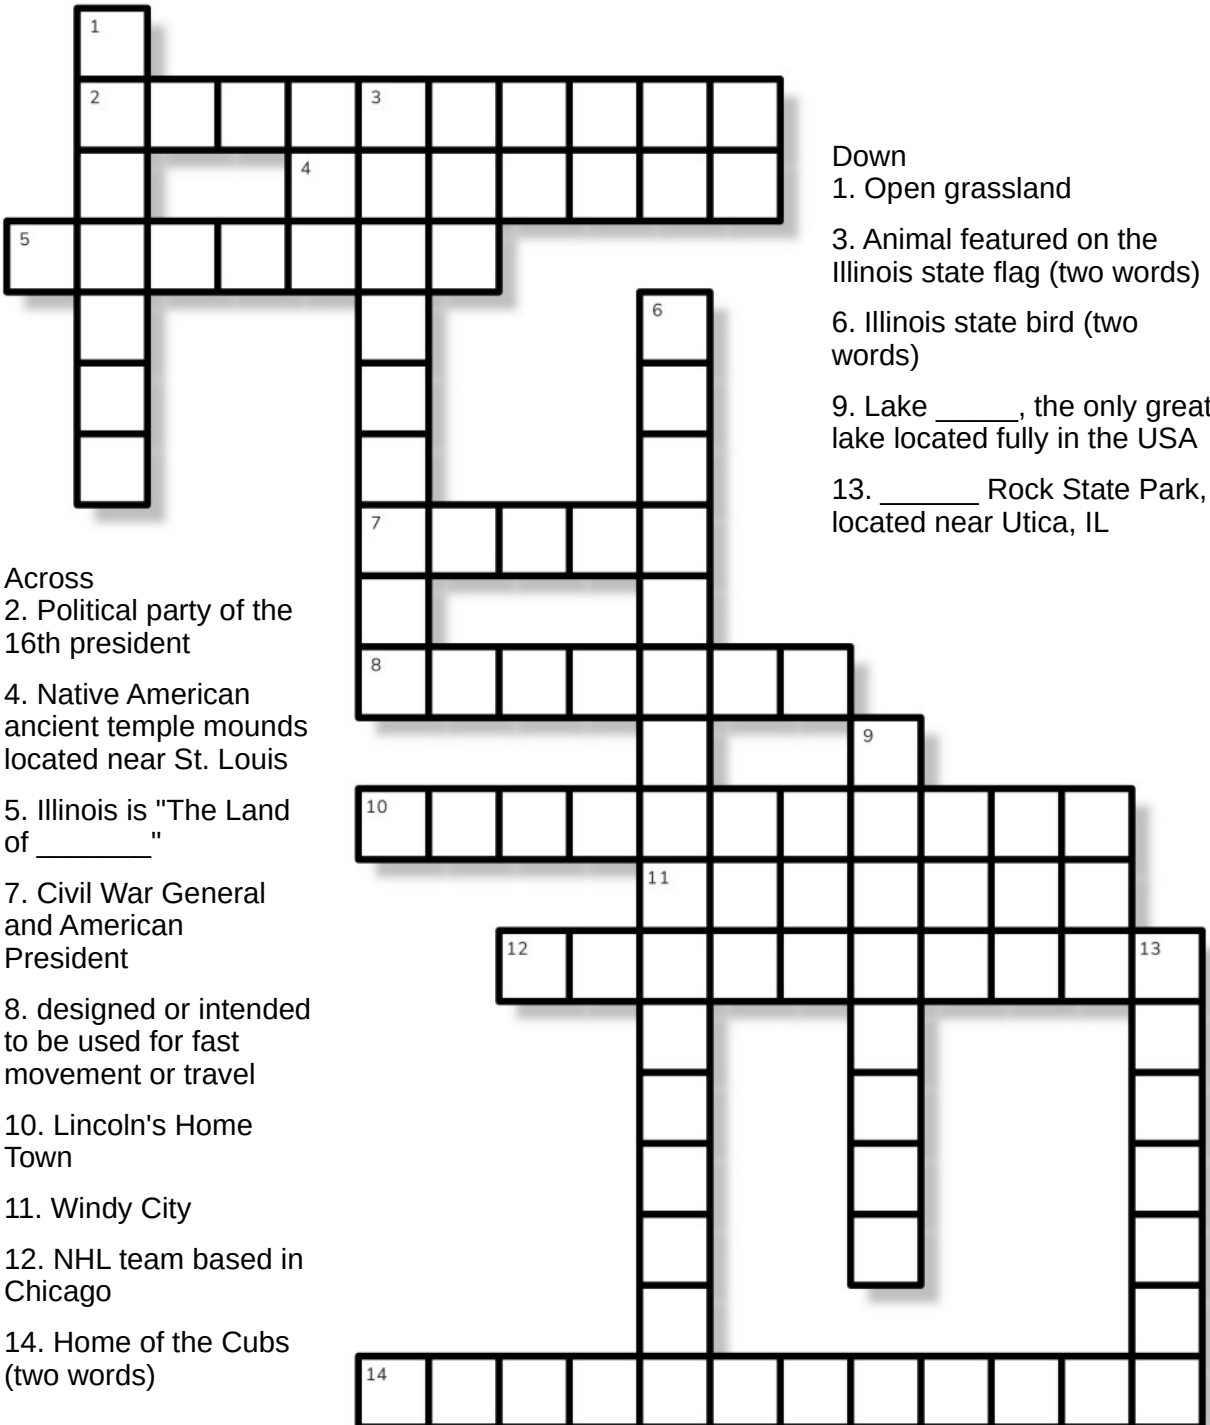 1
2
3
4
5
6
7
8
9
10
11
12
13
14
Down
1. Open grassland
3. Animal featured on the
Illinois state flag (two words)
6. Illinois state bird (two
words)
9. Lake _____, the only great
lake located fully in the USA
13. ______ Rock State Park,
located near Utica, IL
Across
2. Political party of the
16th president
4. Native American
ancient temple mounds
located near St. Louis
5. Illinois is "The Land
of _______"
7. Civil War General
and American
President
8. designed or intended
to be used for fast
movement or travel
10. Lincoln's Home
Town
11. Windy City
12. NHL team based in
Chicago
14. Home of the Cubs
(two words)